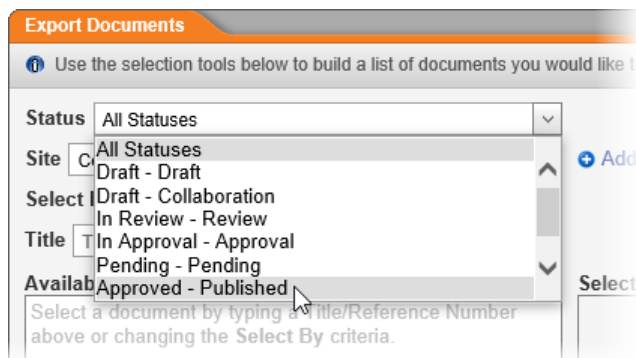 Export Documents
Use the selection tools below to build a list of documents you would like
Status All Statuses
All Statuses
Site
Add
Draft - Draft
Draft - Collaboration
Select
In Review - Review
Title
In Approval - Approval
Pending - Pending
Approved - Published
Select a document by typing a Title/Reference Number
above or changing the Select By criteria.